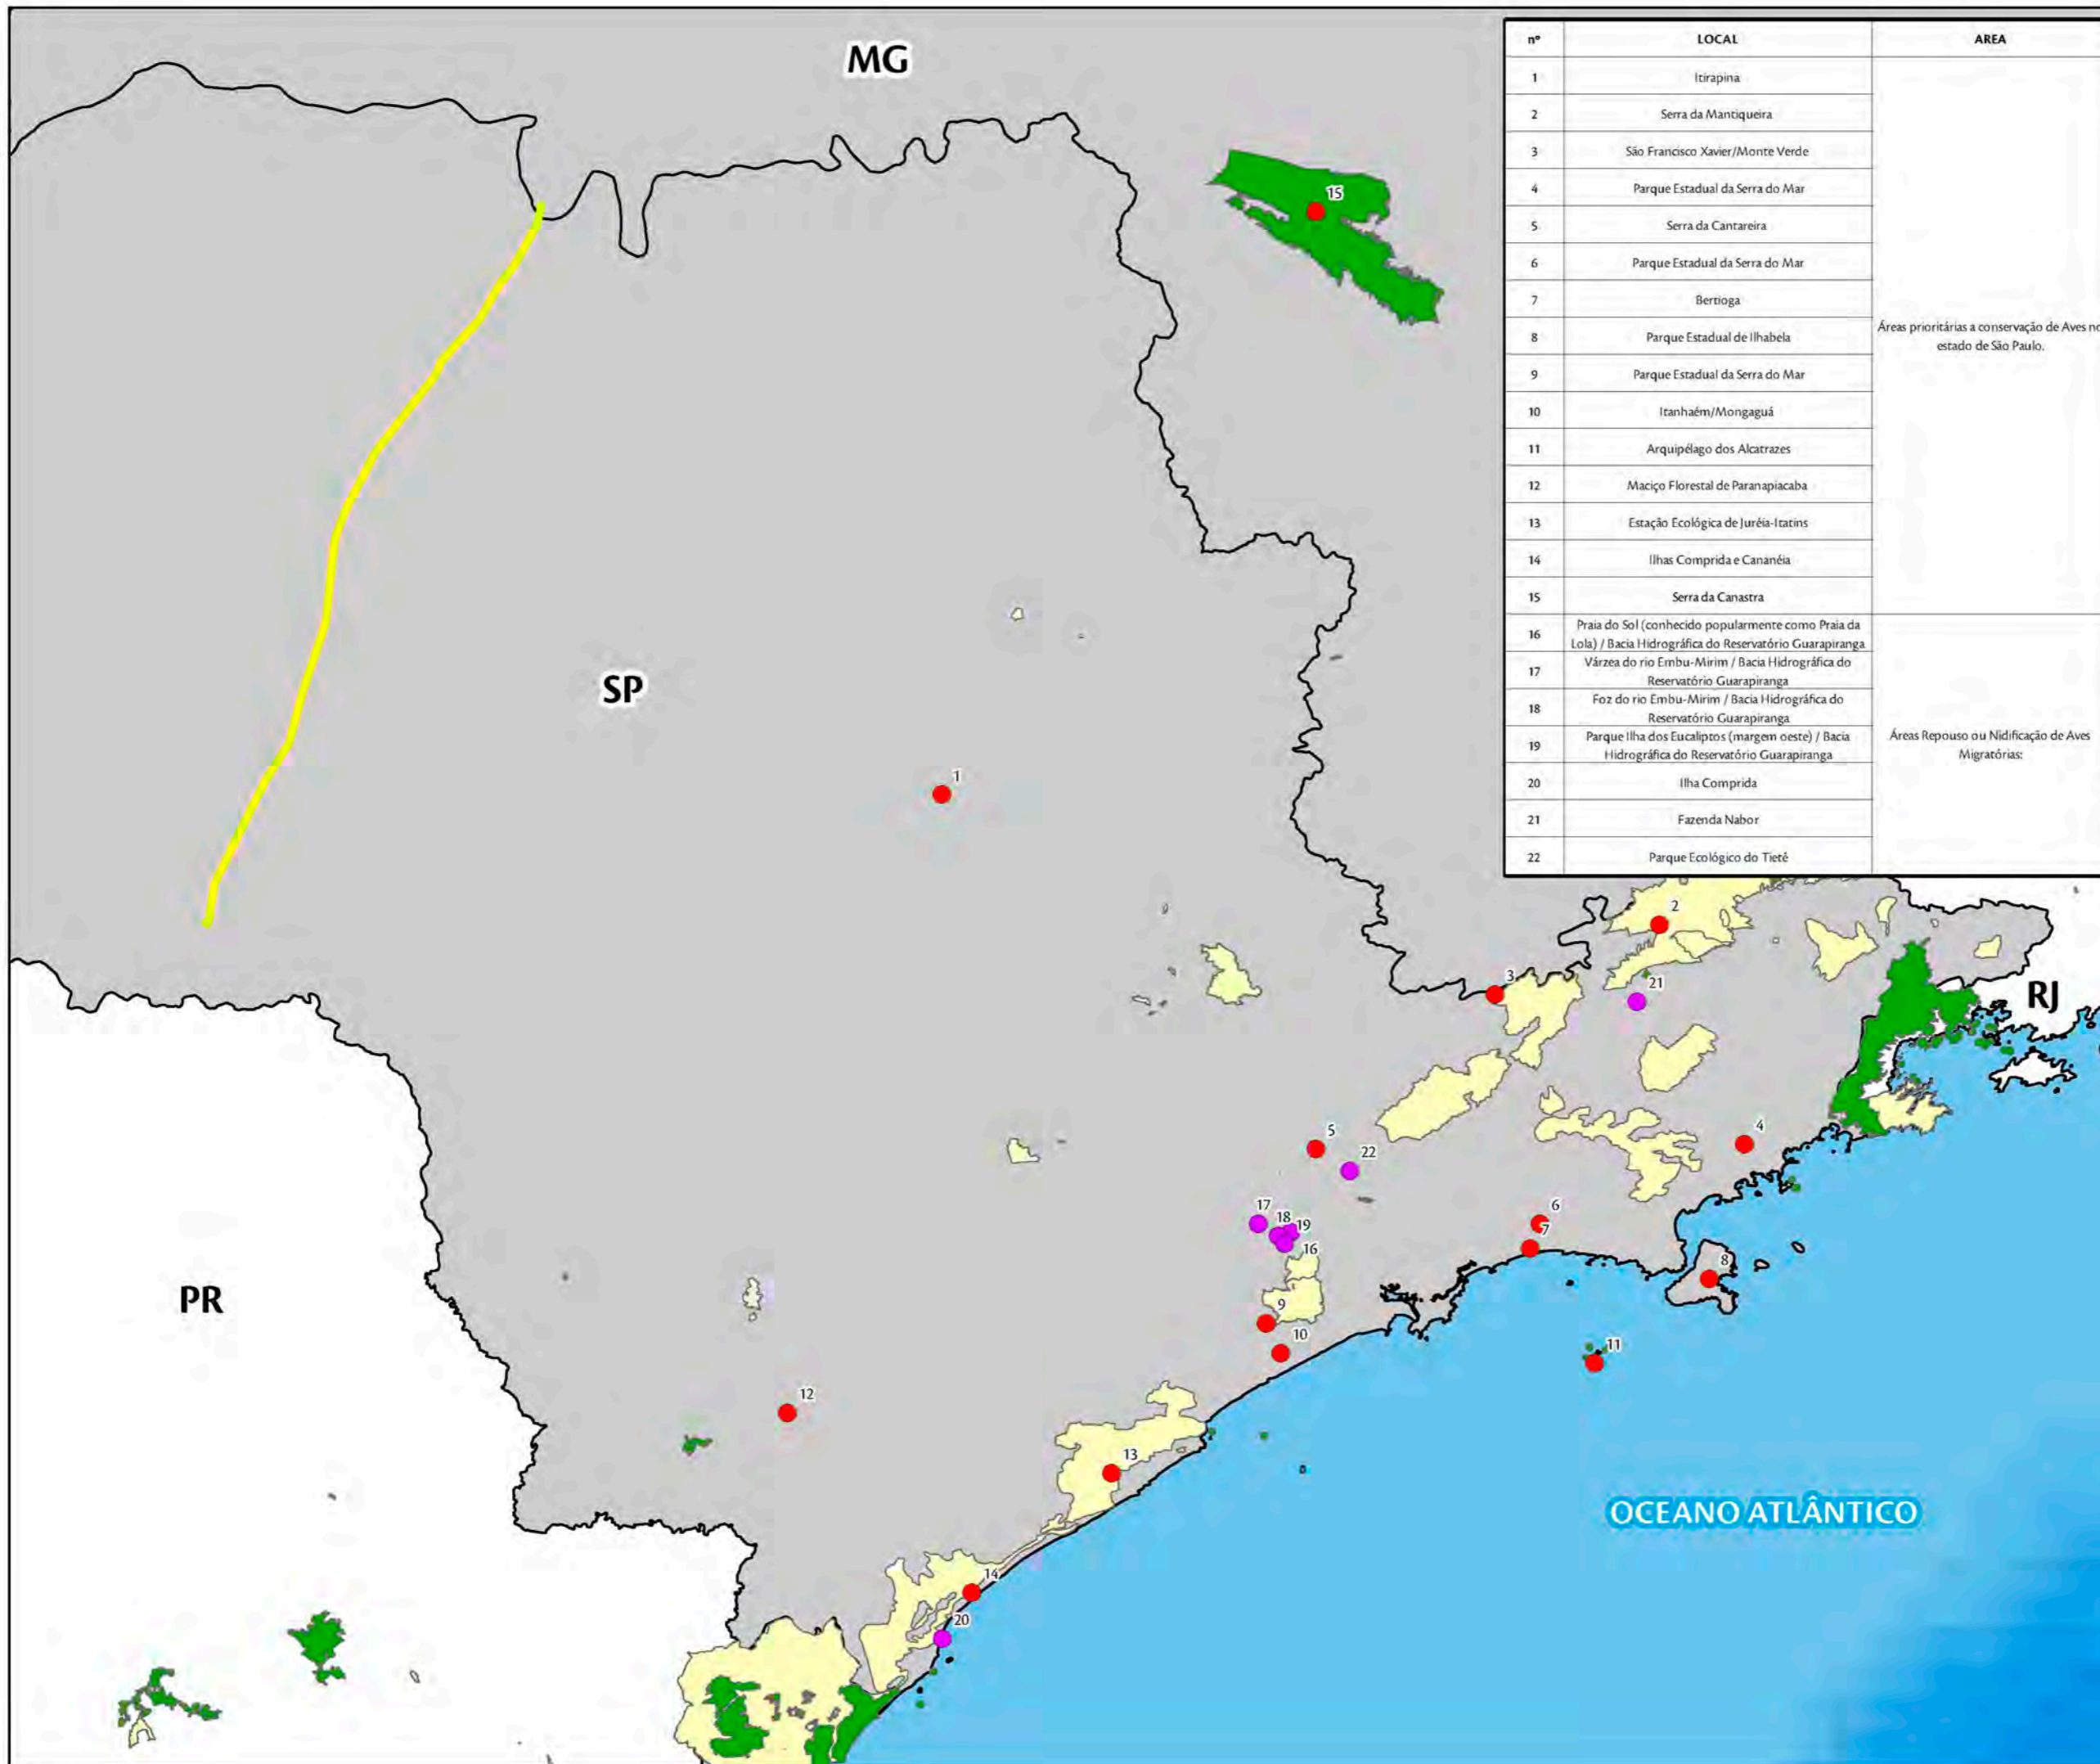 MG
SP
PR
RJ
OCEANO ATLÂNTICO
nº LOCAL AREA
1 Itirapina
2 Serra da Mantiqueira
3 São Francisco Xavier/Monte Verde
4 Parque Estadual da Serra do Mar
5 Serra da Cantareira
6 Parque Estadual da Serra do Mar
7 Bertioga
8 Parque Estadual de Ilhabela
Áreas prioritárias a conservação de Aves no
estado de São Paulo.
9 Parque Estadual da Serra do Mar
10 Itanhaém/Mongaguá
11 Arquipélago dos Alcatrazes
12 Maciço Florestal de Paranapiacaba
13 Estação Ecológica de Juréia-Itatins
14 Ilhas Comprida e Cananéia
15 Serra da Canastra
16 Praia do Sol (conhecido popularmente como Praia da
Lola) / Bacia Hidrográfica do Reservatório Guarapiranga
17 Várzea do rio Embu-Mirim / Bacia Hidrográfica do
Reservatório Guarapiranga
18 Foz do rio Embu-Mirim / Bacia Hidrográfica do
Reservatório Guarapiranga
19 Parque Ilha dos Eucaliptos (margem oeste) / Bacia
Hidrográfica do Reservatório Guarapiranga
Áreas Repouso ou Nidificação de Aves
Migratórias:
20 Ilha Comprida
21 Fazenda Nabor
22 Parque Ecológico do Tietê
15
1
2
3
21
4
5
22
6
7
17
18
19
16
8
9
10
11
12
13
14
20